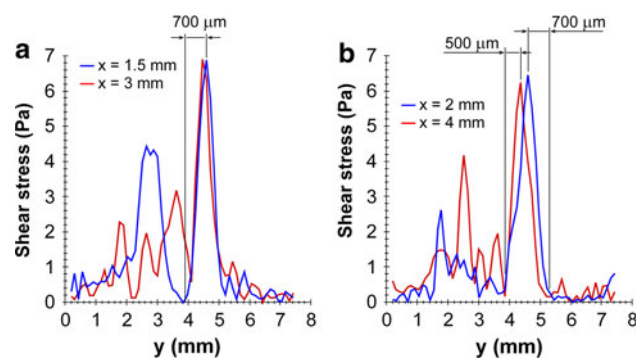 700 μm
700 μm
500 μm
a
x = 1.5 mm
x = 3 mm
Shear stress (Pa)
7
6
5
4
3
2
1
0
0 1 2 3 4 5 6 7 8
y (mm)
b
x = 2 mm
x = 4 mm
Shear stress (Pa)
7
6
5
4
3
2
1
0
0 1 2 3 4 5 6 7 8
y (mm)